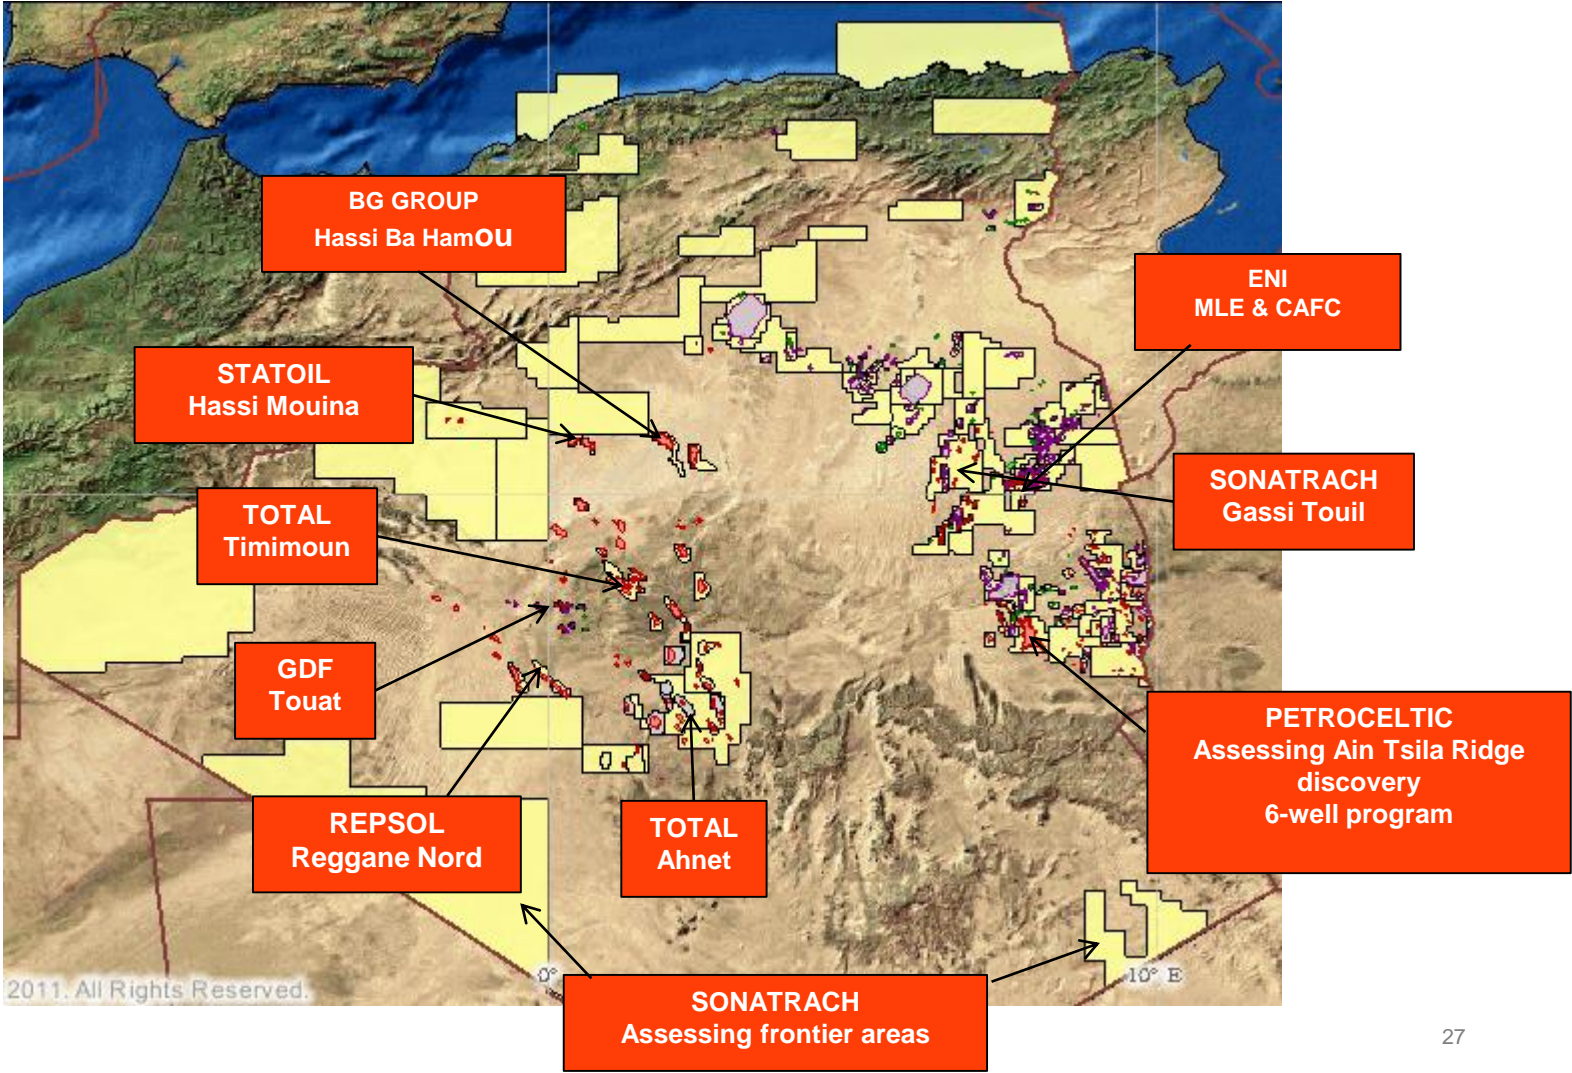 BG GROUP
Hassi Ba Hamou
ENI
MLE & CAFC
STATOIL
Hassi Mouina
SONATRACH
Gassi Touil
TOTAL
Timimoun
GDF
Touat
PETROCELTIC
Assessing Ain Tsila Ridge
discovery
6-well program
REPSOL
Reggane Nord
TOTAL
Ahnet
2011. All Rights Reserved.
0°
10° E
SONATRACH
Assessing frontier areas
27